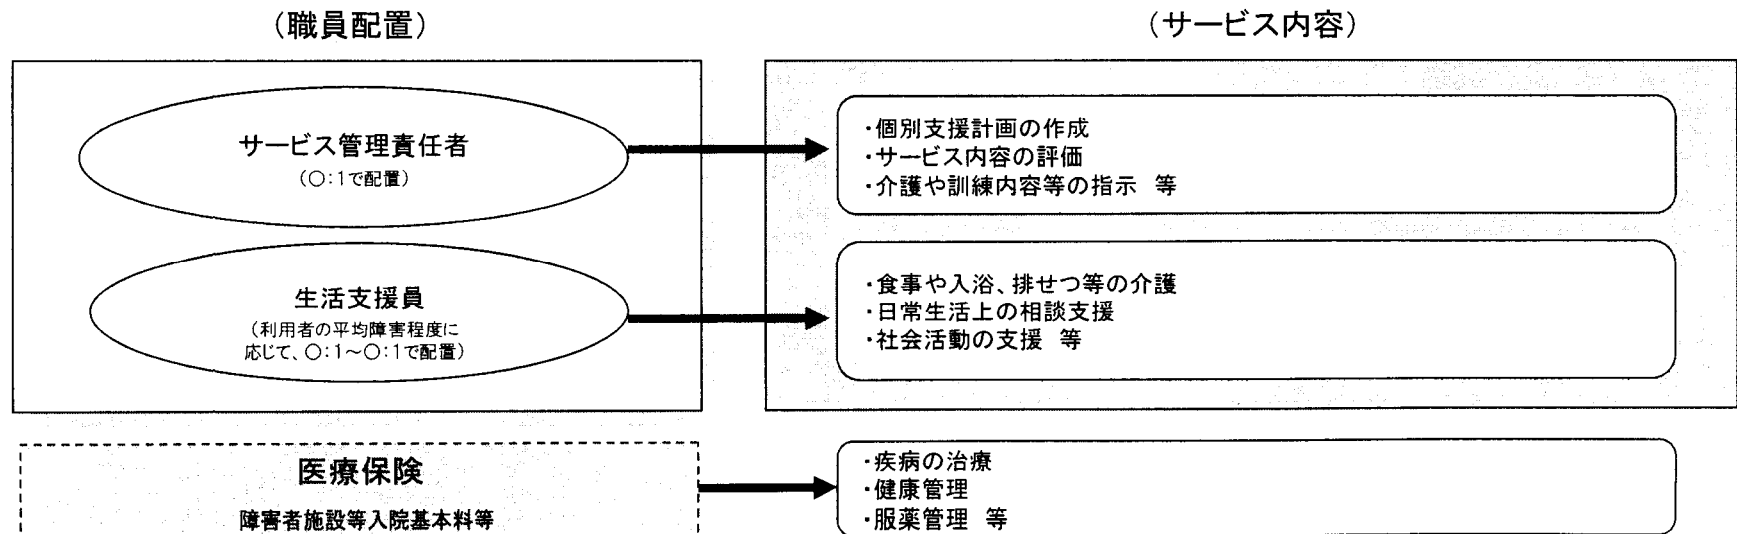 （職員配置）
サービス管理責任者
（○：1で配置）
生活支援員
（利用者の平均障害程度に
応じて、○：1～○：1で配置）
医療保険
障害者施設等入院基本料等
（サービス内容）
・個別支援計画の作成
・サービス内容の評価
・介護や訓練内容等の指示　等
・食事や入浴、排せつ等の介護
・日常生活上の相談支援
・社会活動の支援　等
・疾病の治療
・健康管理
・服薬管理　等